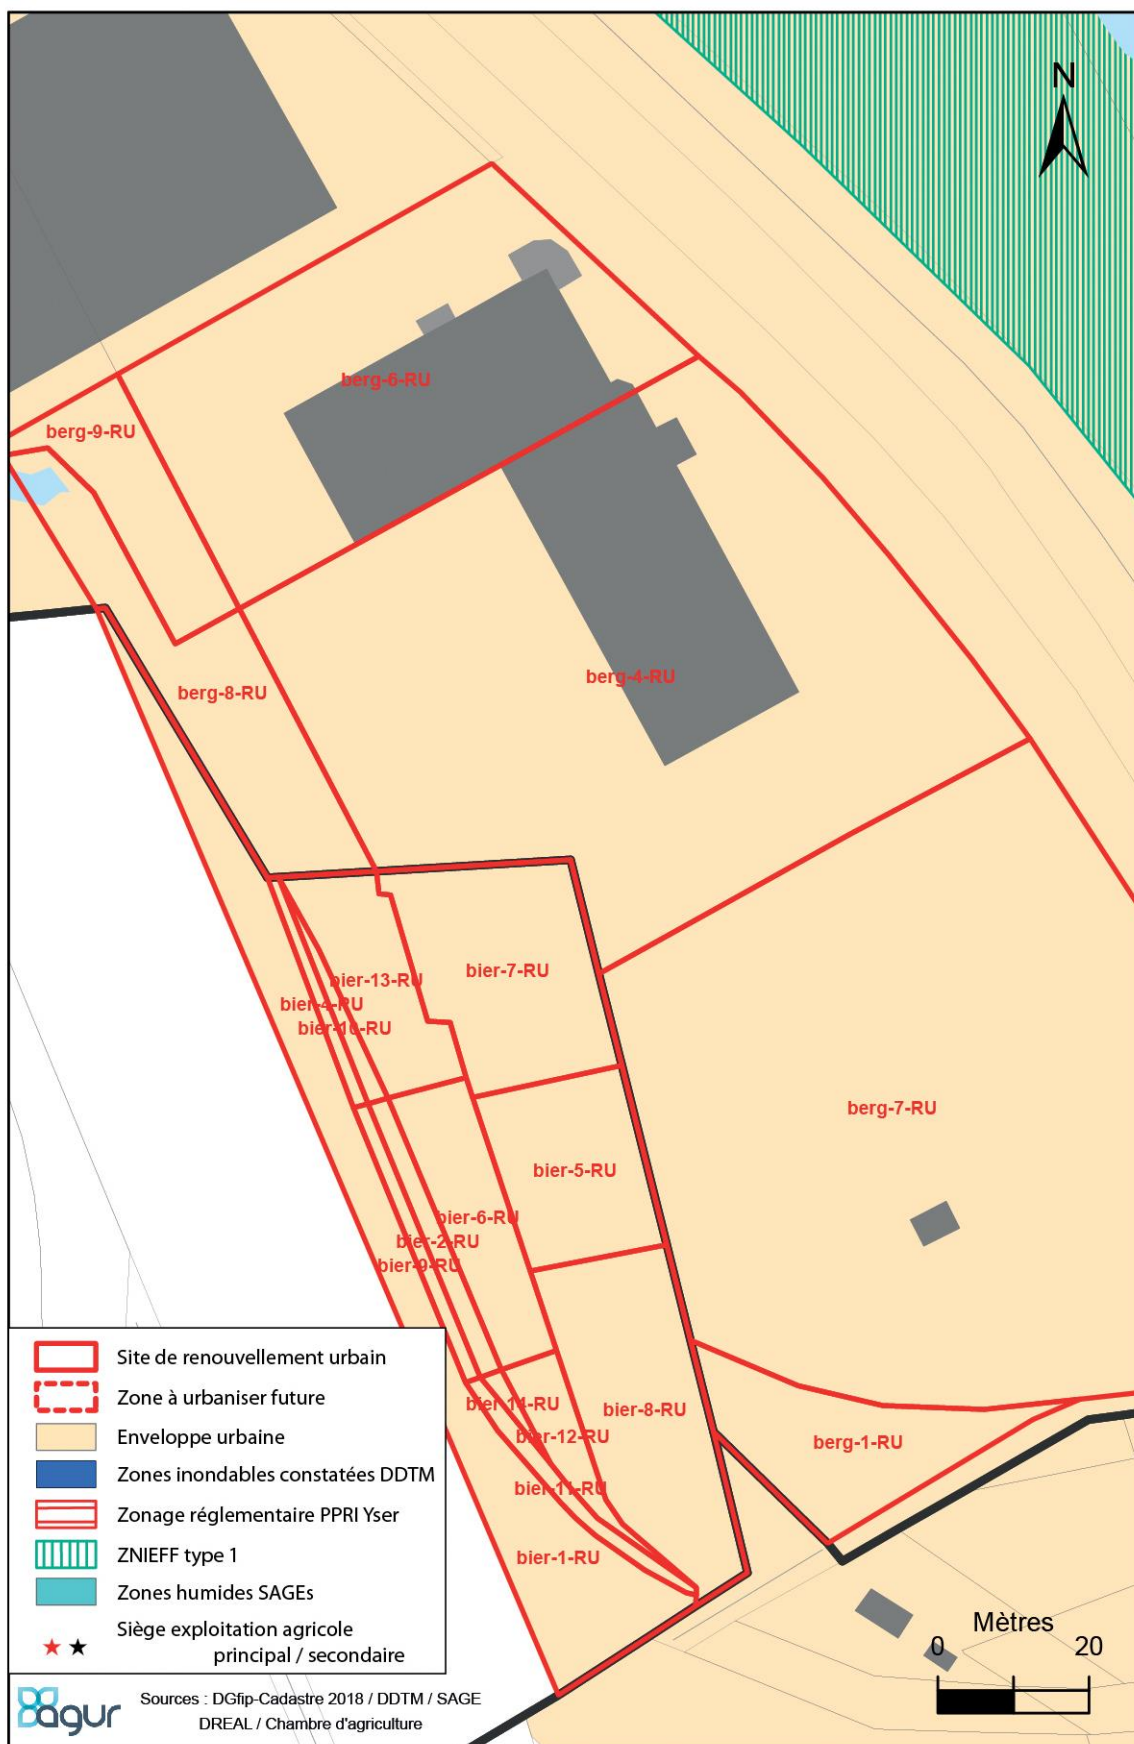 N
berg-6-RU
berg-9-RU
berg-4-RU
berg-8-RU
bier-7-RU
bier-13-RU
bier-4-RU
bier-10-RU
berg-7-RU
bier-5-RU
bier-6-RU
bier-2-RU
bier-9-RU
bier-14-RU
bier-8-RU
bier-12-RU
berg-1-RU
bier-11-RU
bier-1-RU
Site de renouvellement urbain
Zone à urbaniser future
Enveloppe urbaine
Zones inondables constatées DDTM
Zonage réglementaire PPRI Yser
ZNIEFF type 1
Zones humides SAGEs
Siège exploitation agricole
principal / secondaire
Mètres
0 20
agur
Sources : DGfip-Cadastre 2018 / DDTM / SAGE
DREAL / Chambre d'agriculture